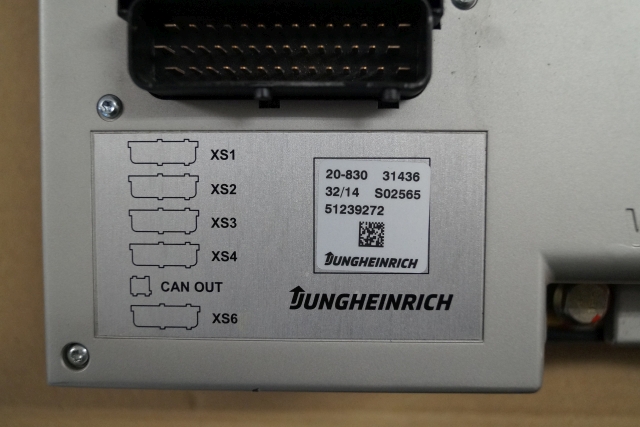 XS1
XS2
XS3
XS4
CAN OUT
XS6
20-830 31436
32/14 S02565
51239272
JUNGHEINRICH
JUNGHEINRICH